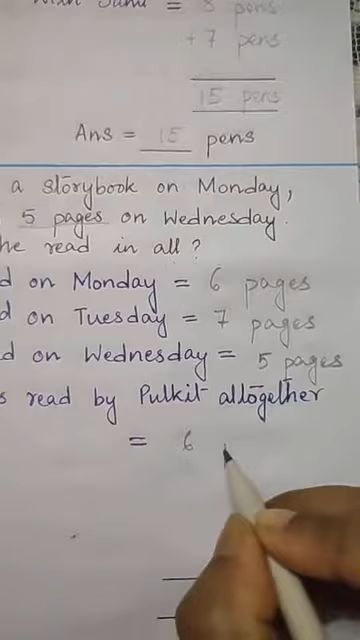 = 8 pens
+ 7 pens
15 pens
Ans = 15 pens
a storybook on Monday,
5 pages on Wednesday.
he read in all?
d on Monday = 6 pages
d on Tuesday = 7 pages
d on Wednesday = 5 pages
s read by Pulkit altogether
= 6